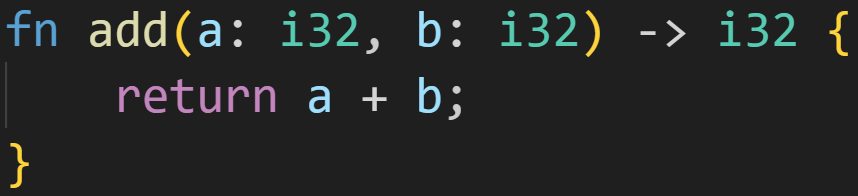 fn add(a: i32, b: i32) -> i32 {
    return a + b;
}